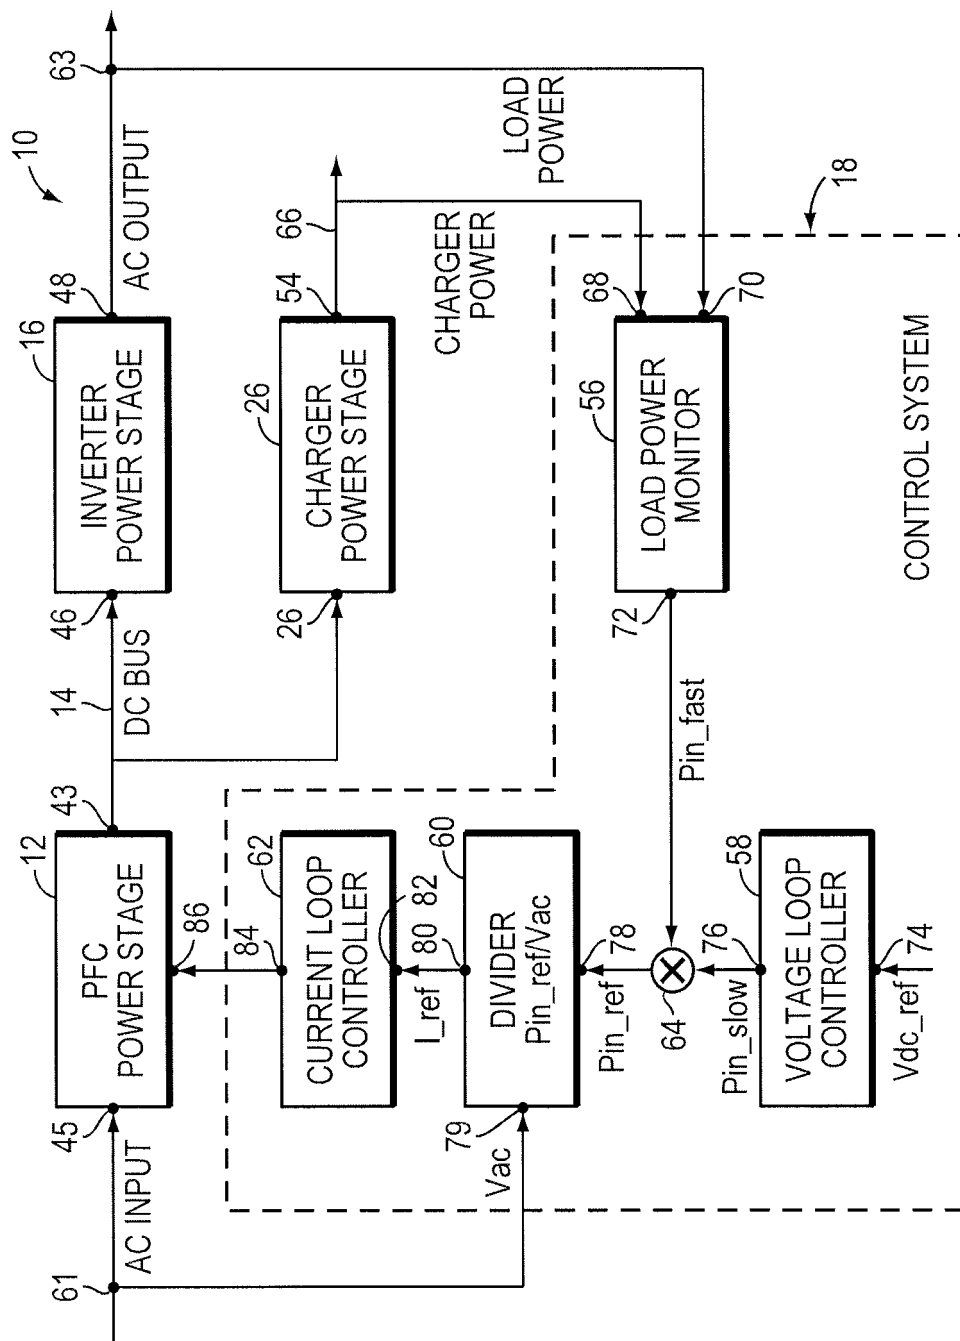 10
61
AC INPUT
45
12
PFC
POWER STAGE
43
14
DC BUS
46
16
INVERTER
POWER STAGE
48
AC OUTPUT
63
86
26
26
CHARGER
POWER STAGE
54
66
CHARGER
POWER
LOAD
POWER
84
62
CURRENT LOOP
CONTROLLER
82
I_ref
80
60
DIVIDER
Pin_ref/Vac
79
Vac
78
Pin_ref
64
Pin_fast
72
56
LOAD POWER
MONITOR
68
70
18
Pin_slow
76
58
VOLTAGE LOOP
CONTROLLER
74
Vdc_ref
CONTROL SYSTEM